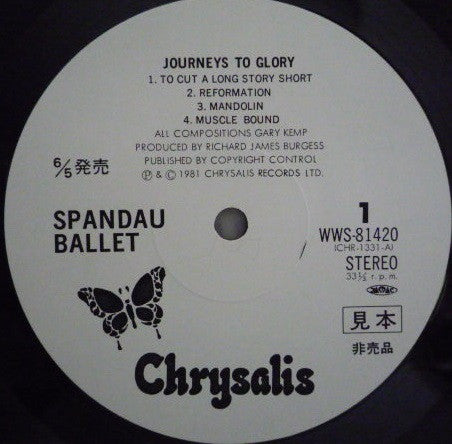 JOURNEYS TO GLORY
1. TO CUT A LONG STORY SHORT
2. REFORMATION
3. MANDOLIN
4. MUSCLE BOUND
ALL COMPOSITIONS GARY KEMP
PRODUCED BY RICHARD JAMES BURGESS
PUBLISHED BY COPYRIGHT CONTROL
℗ & © 1981 CHRYSALIS RECORDS LTD.
6/5発売
SPANDAU
BALLET
1
WWS-81420
(CHR-1331-A)
STEREO
33⅓ r.p.m.
見本
非売品
Chrysalis